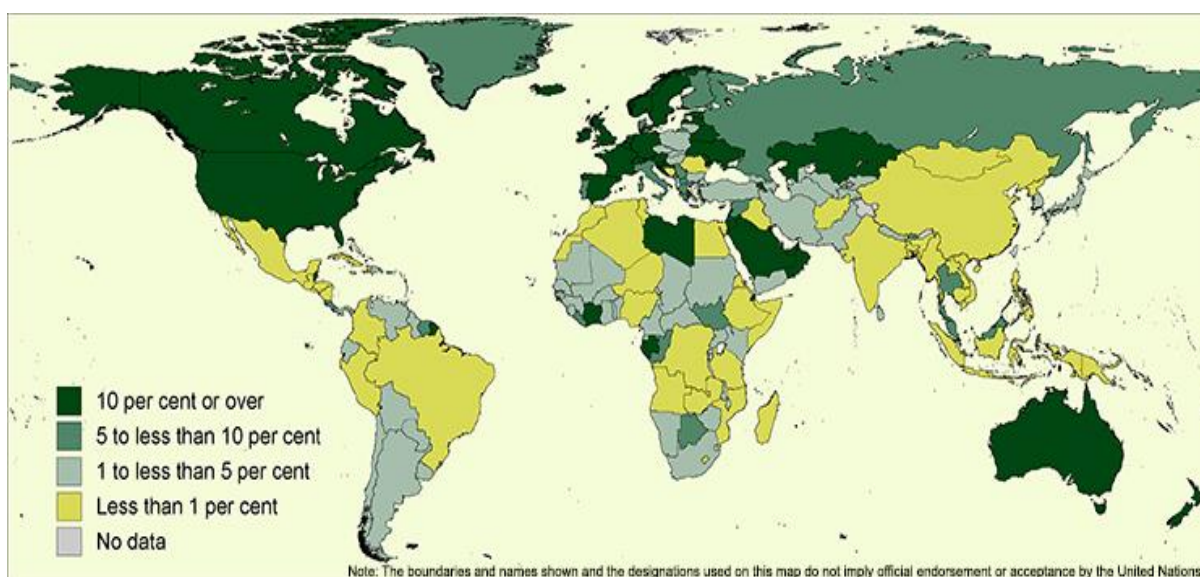 10 per cent or over
5 to less than 10 per cent
1 to less than 5 per cent
Less than 1 per cent
No data
Note: The boundaries and names shown and the designations used on this map do not imply official endorsement or acceptance by the United Nations